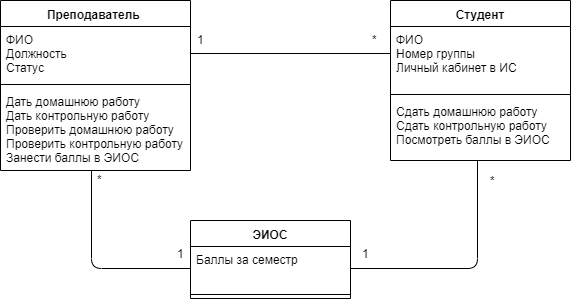 Преподаватель
ФИО
Должность
Статус
Дать домашнюю работу
Дать контрольную работу
Проверить домашнюю работу
Проверить контрольную работу
Занести баллы в ЭИОС
1
*
Студент
ФИО
Номер группы
Личный кабинет в ИС
Сдать домашнюю работу
Сдать контрольную работу
Посмотреть баллы в ЭИОС
*
*
1
ЭИОС
Баллы за семестр
1